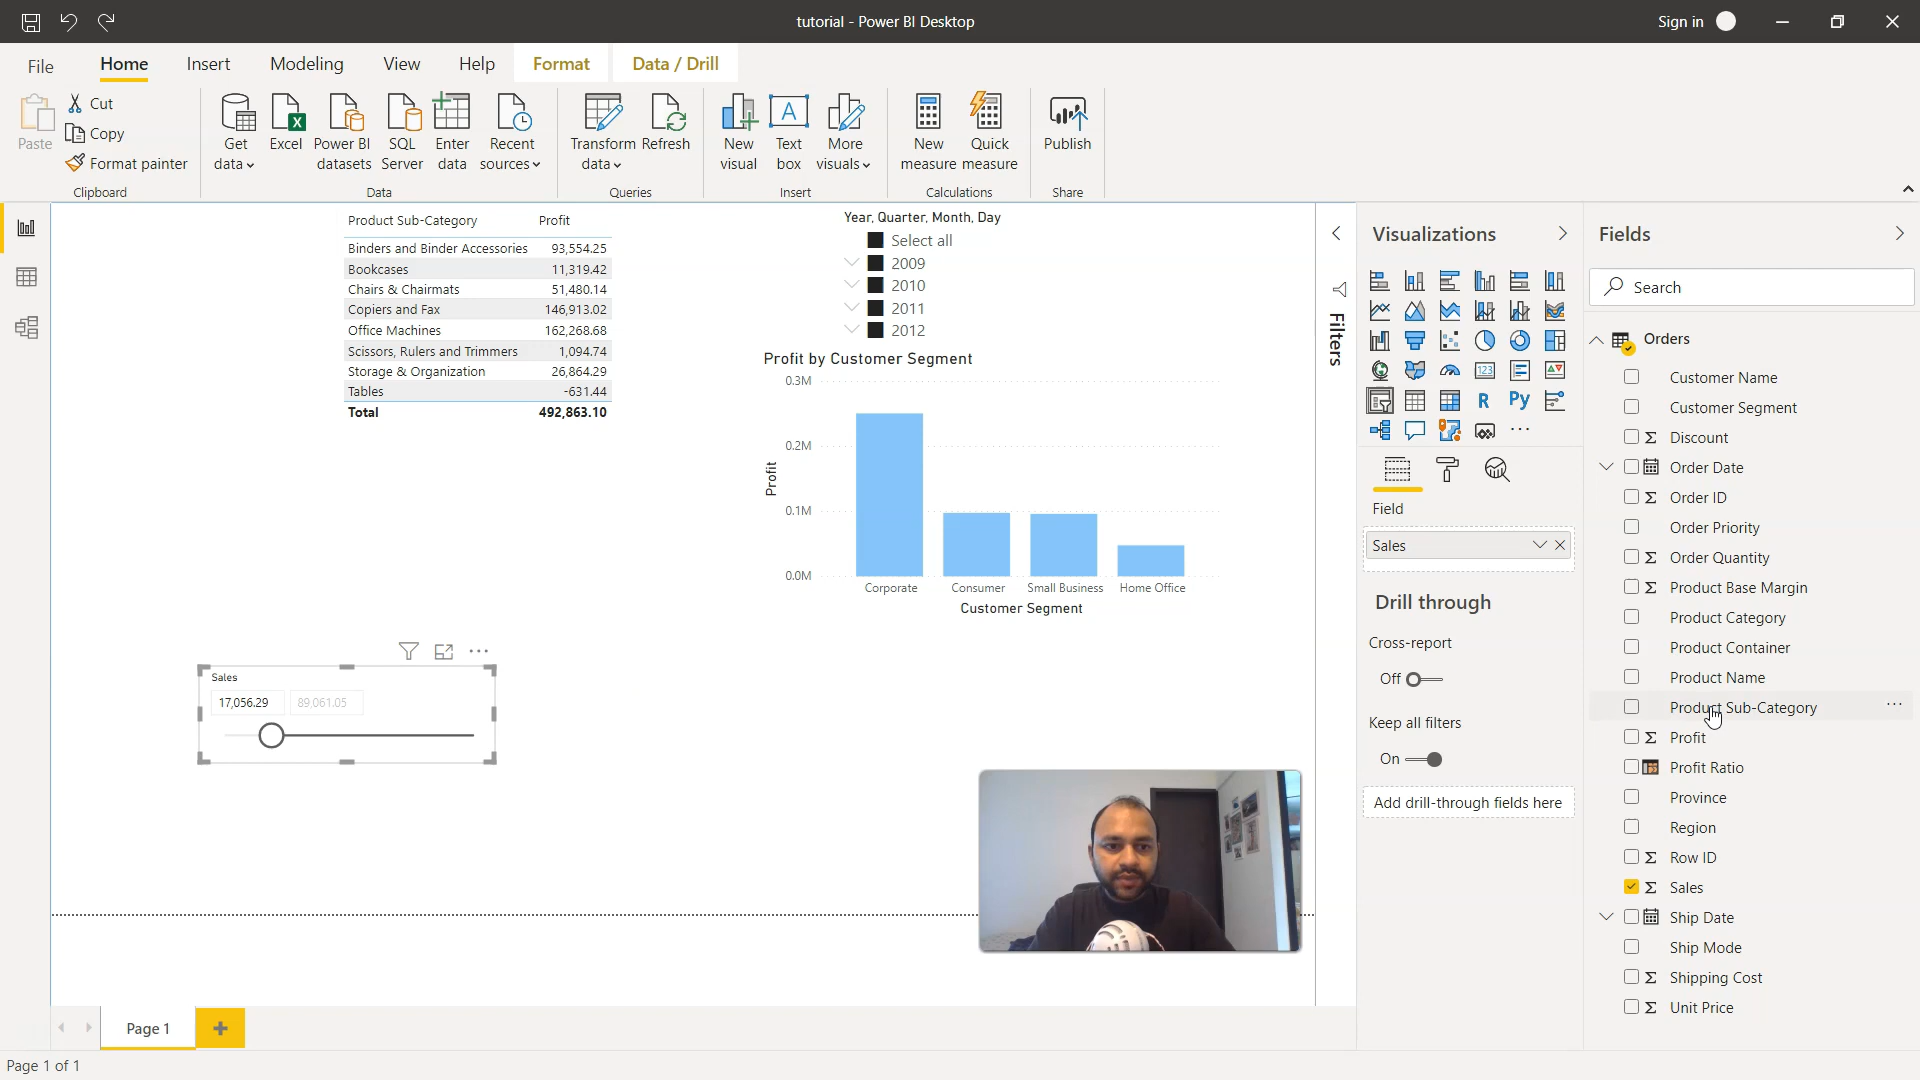 tutorial - Power BI Desktop
Sign in
File
Home
Insert
Modeling
View
Help
Format
Data / Drill
Paste
Cut
Copy
Format painter
Clipboard
Get data
Excel
Power BI datasets
SQL Server
Enter data
Recent sources
Data
Transform data
Refresh
Queries
New visual
A
Text box
More visuals
Insert
New measure
Quick measure
Calculations
Publish
Share
Product Sub-Category Profit
Binders and Binder Accessories 93,554.25
Bookcases 11,319.42
Chairs & Chairmats 51,480.14
Copiers and Fax 146,913.02
Office Machines 162,268.68
Scissors, Rulers and Trimmers 1,094.74
Storage & Organization 26,864.29
Tables -631.44
Total 492,863.10
Year, Quarter, Month, Day
Select all
2009
2010
2011
2012
Profit by Customer Segment
0.3M
0.2M
0.1M
0.0M
Profit
Corporate Consumer Small Business Home Office
Customer Segment
Sales
17,056.29 89,061.05
Filters
Visualizations
123
R
Py
Field
Sales
Drill through
Cross-report
Off
Keep all filters
On
Add drill-through fields here
Fields
Search
Orders
Customer Name
Customer Segment
Σ Discount
Order Date
Σ Order ID
Order Priority
Σ Order Quantity
Σ Product Base Margin
Product Category
Product Container
Product Name
Product Sub-Category
Σ Profit
Profit Ratio
Province
Region
Σ Row ID
Σ Sales
Ship Date
Ship Mode
Σ Shipping Cost
Σ Unit Price
Page 1
Page 1 of 1